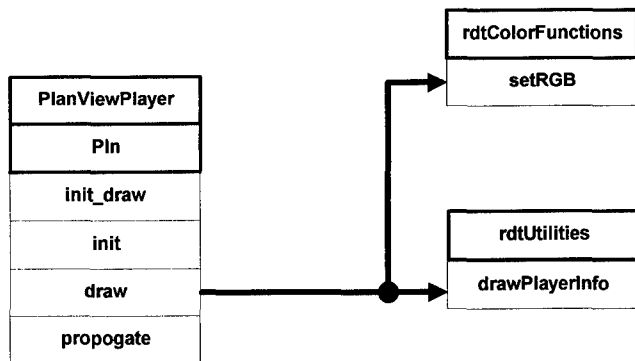 PlanViewPlayer
Pln
init_draw
init
draw
propogate
rdtColorFunctions
setRGB
rdtUtilities
drawPlayerInfo